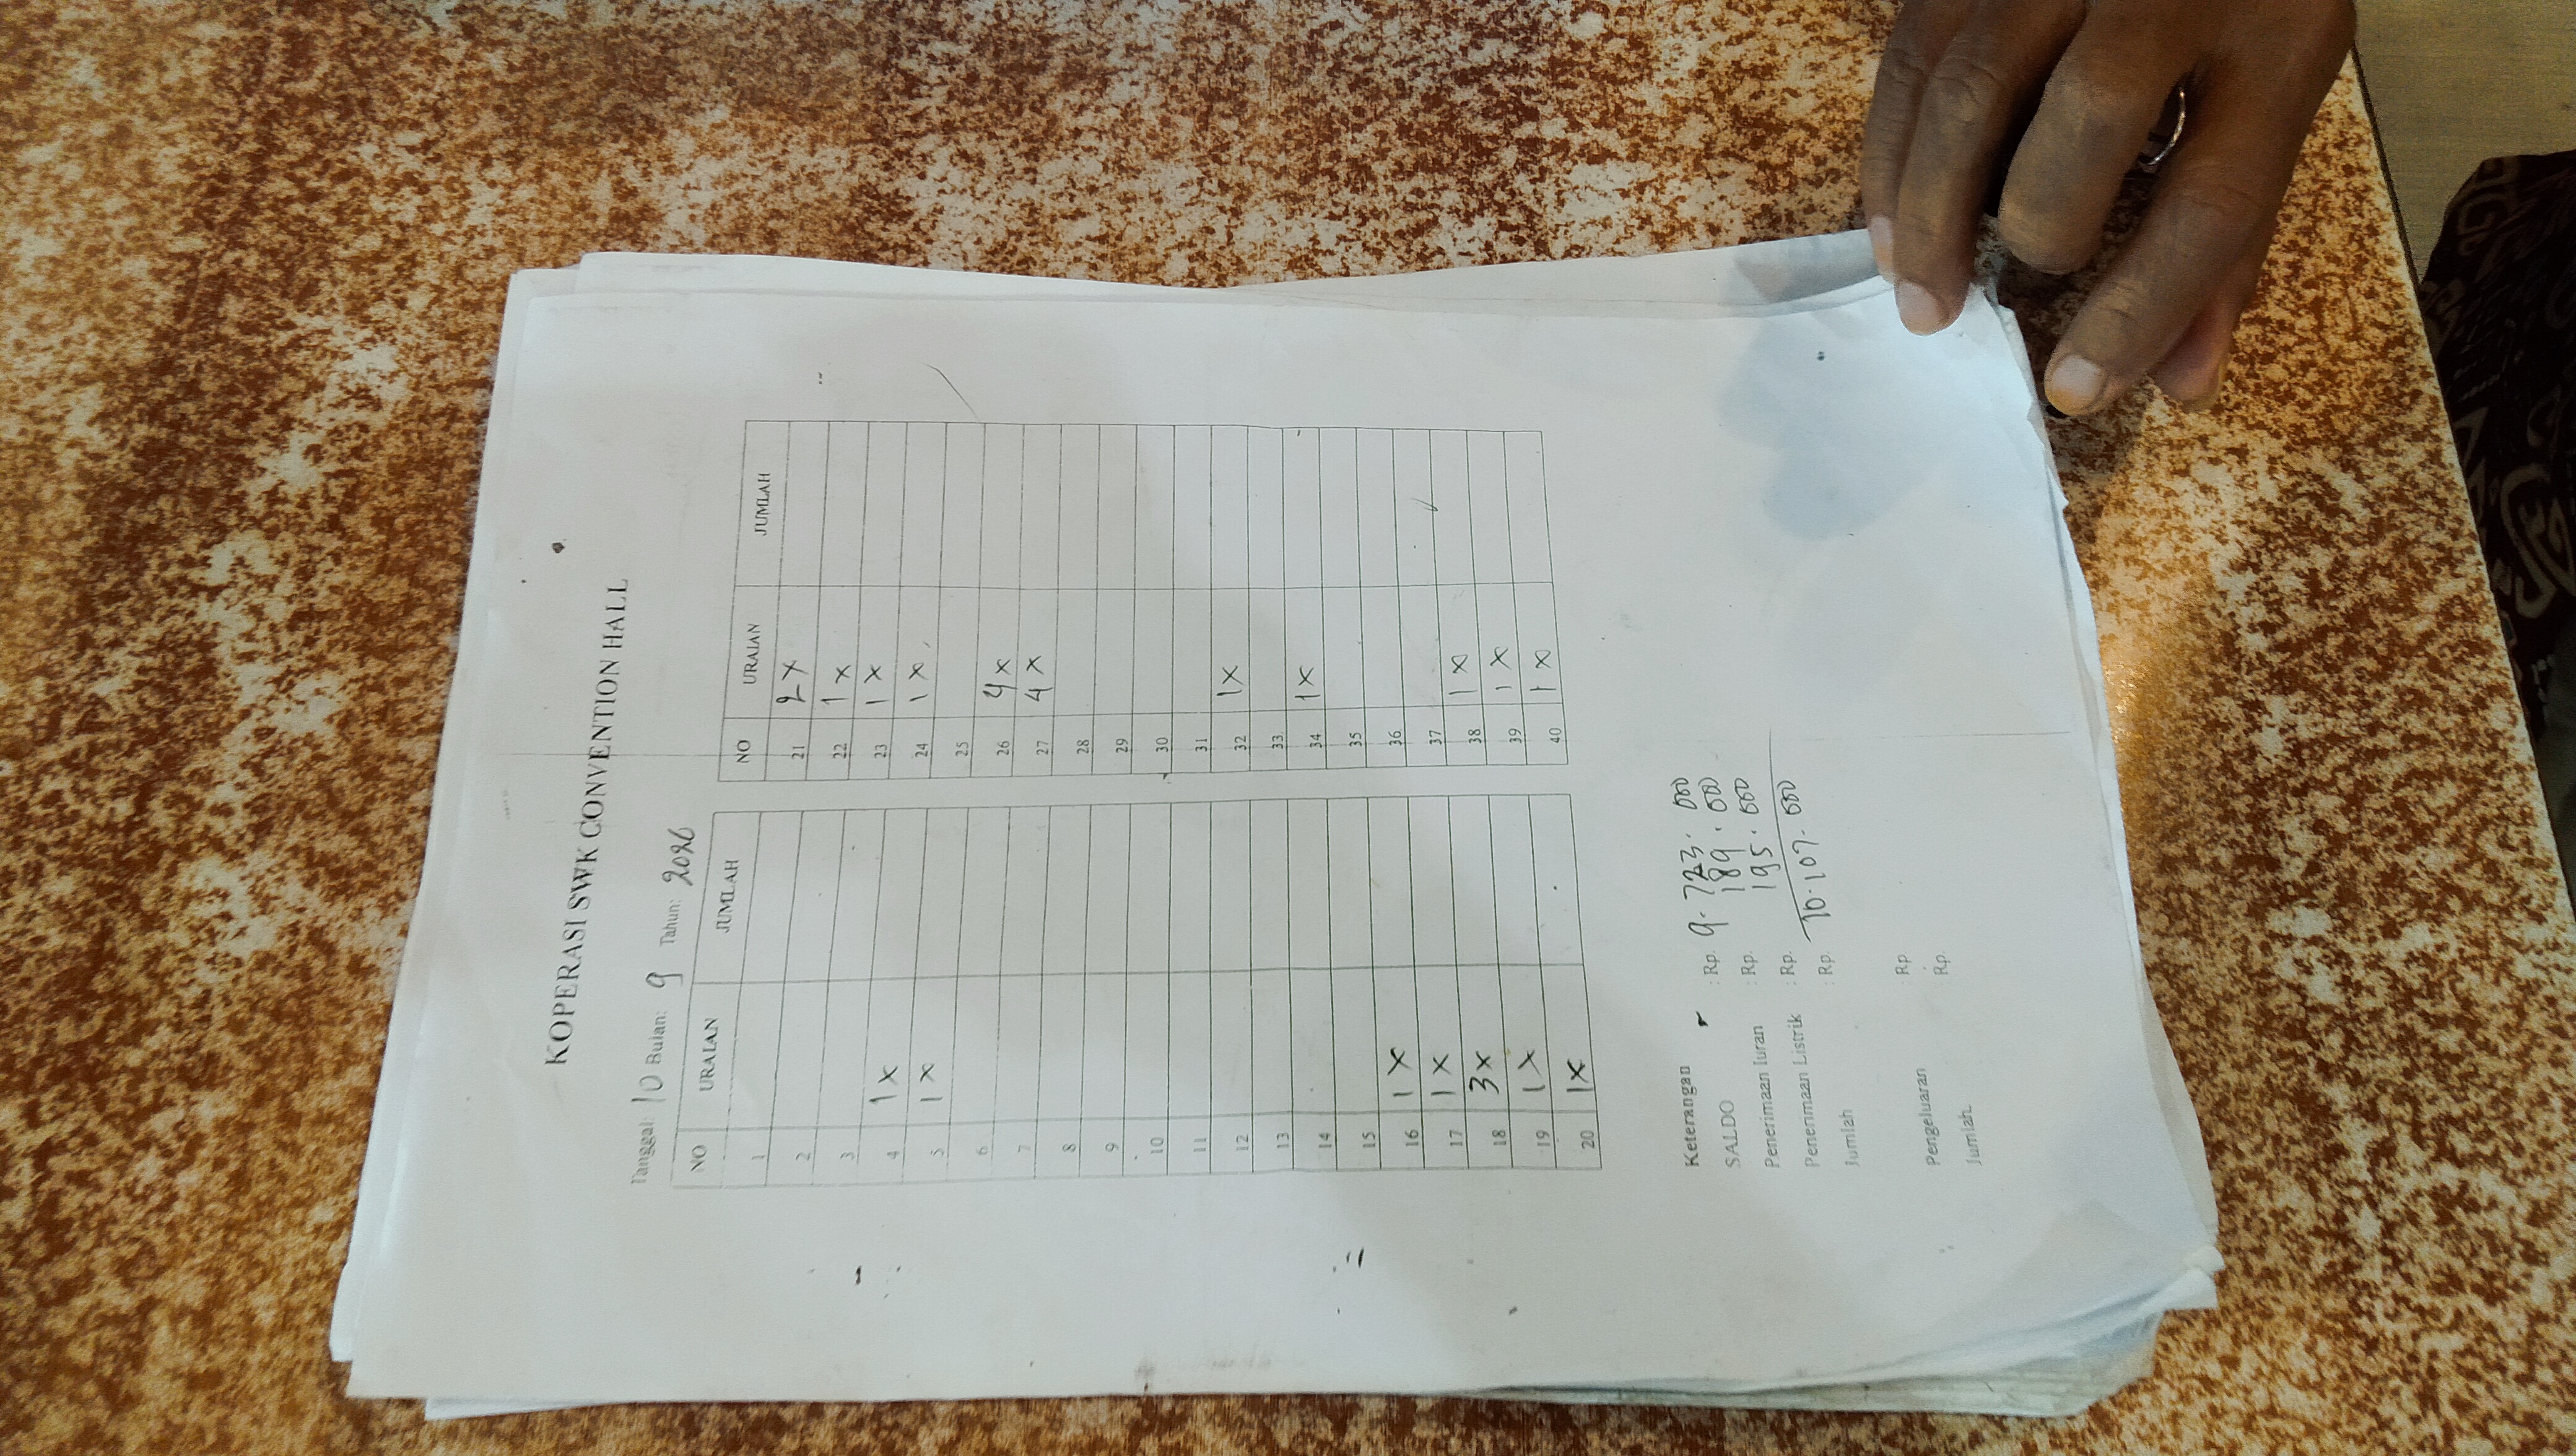 KOPERASI SWK CONVENTION HALL
Tanggal: 10 Bulan: 9 Tahun: 2026
NO URAIAN JUMLAH
1
2
3
4 1x
5 1x
6
7
8
9
10
11
12
13
14
15
16 1x
17 1x
18 3x
19 1x
20 1x
NO URAIAN JUMLAH
21 2x
22 1x
23 1x
24 1x
25
26 4x
27 4x
28
29
30
31
32 1x
33
34 1x
35
36
37
38 1x
39 1x
40 1x
Keterangan
SALDO : Rp. 9.723.000
Penerimaan Iuran : Rp. 189.000
Penerimaan Listrik : Rp. 195.000
Jumlah : Rp 10.107.000
Pengeluaran : Rp
Jumlah : Rp.